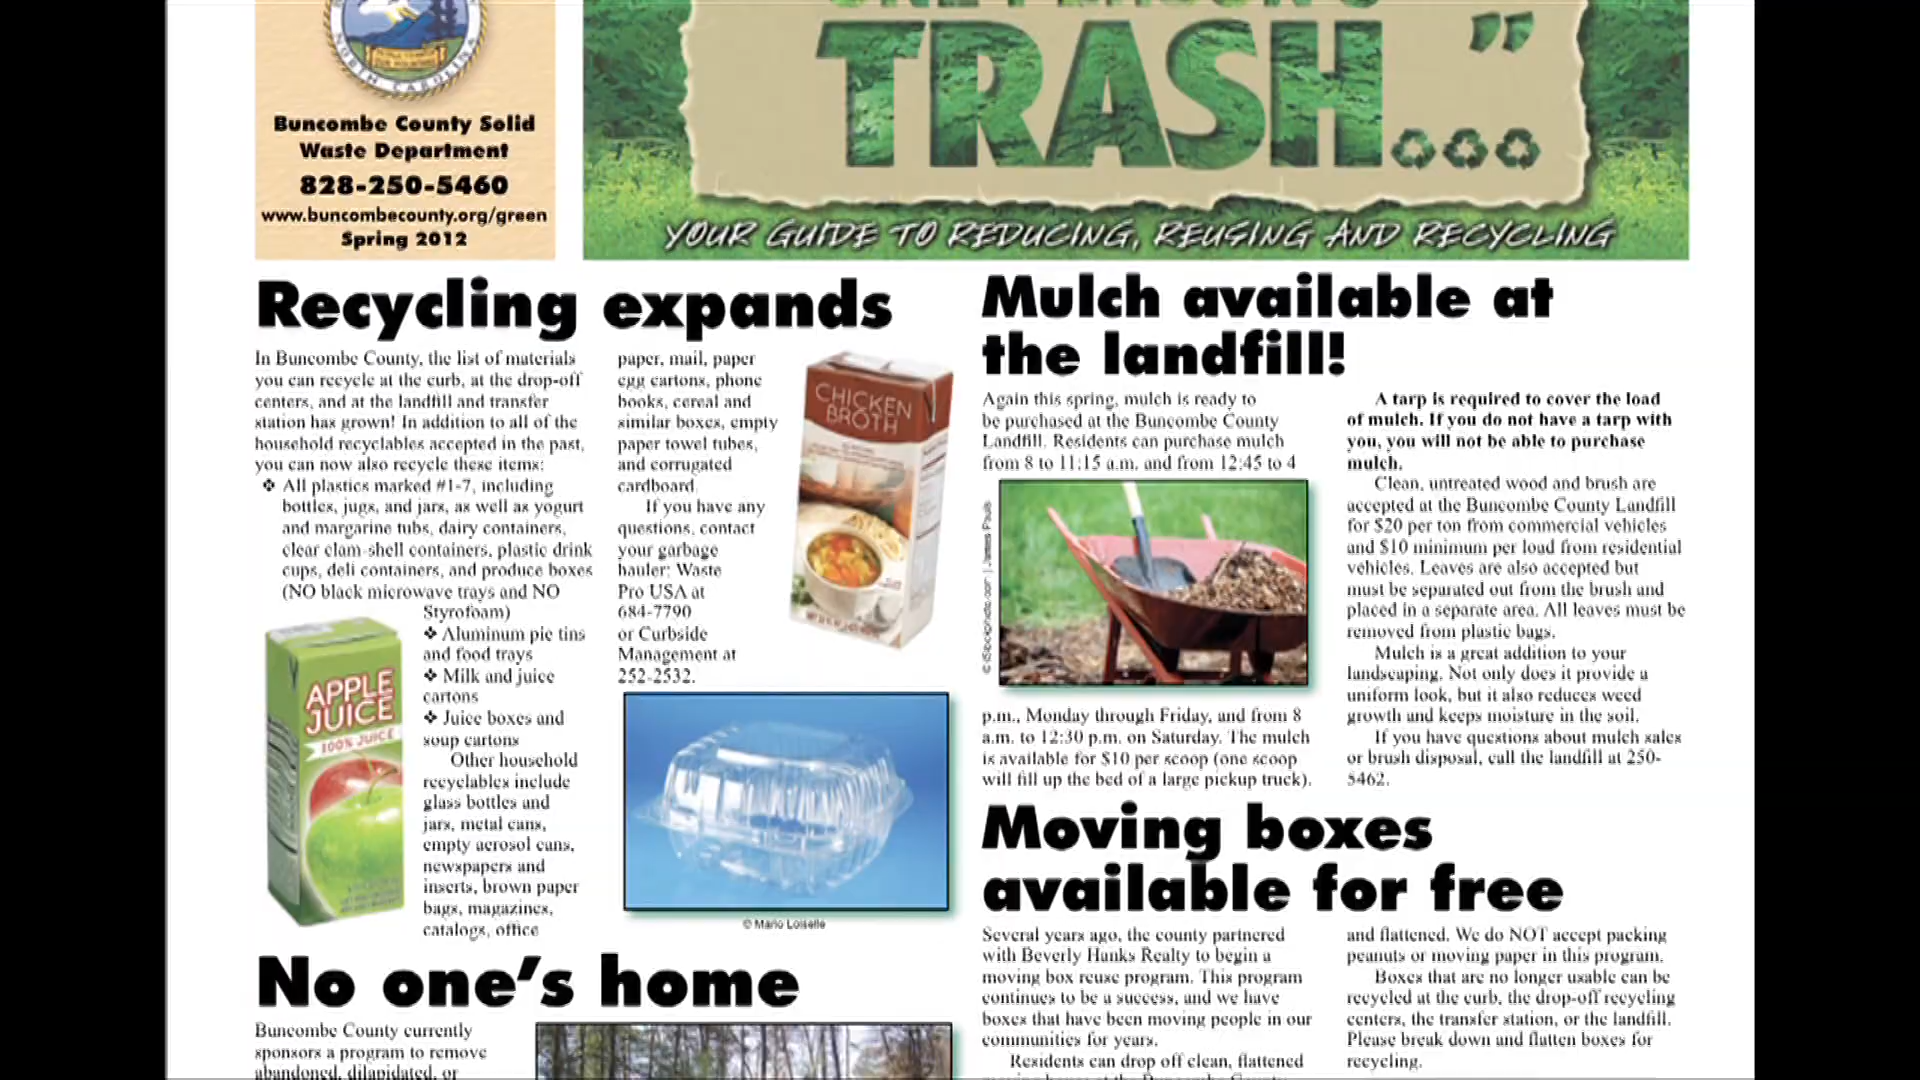 NORTH CAROLINA
Buncombe County Solid
Waste Department
828-250-5460
www.buncombecounty.org/green
Spring 2012
TRASH..."
YOUR GUIDE TO REDUCING, REUSING AND RECYCLING
Recycling expands
In Buncombe County, the list of materials
you can recycle at the curb, at the drop-off
centers, and at the landfill and transfer
station has grown! In addition to all of the
household recyclables accepted in the past,
you can now also recycle these items:
❖ All plastics marked #1-7, including
bottles, jugs, and jars, as well as yogurt
and margarine tubs, dairy containers,
clear clam-shell containers, plastic drink
cups, deli containers, and produce boxes
(NO black microwave trays and NO
Styrofoam)
❖ Aluminum pie tins
and food trays
❖ Milk and juice
cartons
❖ Juice boxes and
soup cartons
Other household
recyclables include
glass bottles and
jars, metal cans,
empty aerosol cans,
newspapers and
inserts, brown paper
bags, magazines,
catalogs, office
APPLE
JUICE
100% JUICE
paper, mail, paper
egg cartons, phone
books, cereal and
similar boxes, empty
paper towel tubes,
and corrugated
cardboard.
If you have any
questions, contact
your garbage
hauler: Waste
Pro USA at
684-7790
or Curbside
Management at
252-2532.
CHICKEN
BROTH
© Mario Loiselle
No one's home
Buncombe County currently
sponsors a program to remove
abandoned, dilapidated, or
Mulch available at
the landfill!
Again this spring, mulch is ready to
be purchased at the Buncombe County
Landfill. Residents can purchase mulch
from 8 to 11:15 a.m. and from 12:45 to 4
© iStockphoto.com | James Pauls
p.m., Monday through Friday, and from 8
a.m. to 12:30 p.m. on Saturday. The mulch
is available for $10 per scoop (one scoop
will fill up the bed of a large pickup truck).
A tarp is required to cover the load
of mulch. If you do not have a tarp with
you, you will not be able to purchase
mulch.
Clean, untreated wood and brush are
accepted at the Buncombe County Landfill
for $20 per ton from commercial vehicles
and $10 minimum per load from residential
vehicles. Leaves are also accepted but
must be separated out from the brush and
placed in a separate area. All leaves must be
removed from plastic bags.
Mulch is a great addition to your
landscaping. Not only does it provide a
uniform look, but it also reduces weed
growth and keeps moisture in the soil.
If you have questions about mulch sales
or brush disposal, call the landfill at 250-
5462.
Moving boxes
available for free
Several years ago, the county partnered
with Beverly Hanks Realty to begin a
moving box reuse program. This program
continues to be a success, and we have
boxes that have been moving people in our
communities for years.
Residents can drop off clean, flattened
and flattened. We do NOT accept packing
peanuts or moving paper in this program.
Boxes that are no longer usable can be
recycled at the curb, the drop-off recycling
centers, the transfer station, or the landfill.
Please break down and flatten boxes for
recycling.